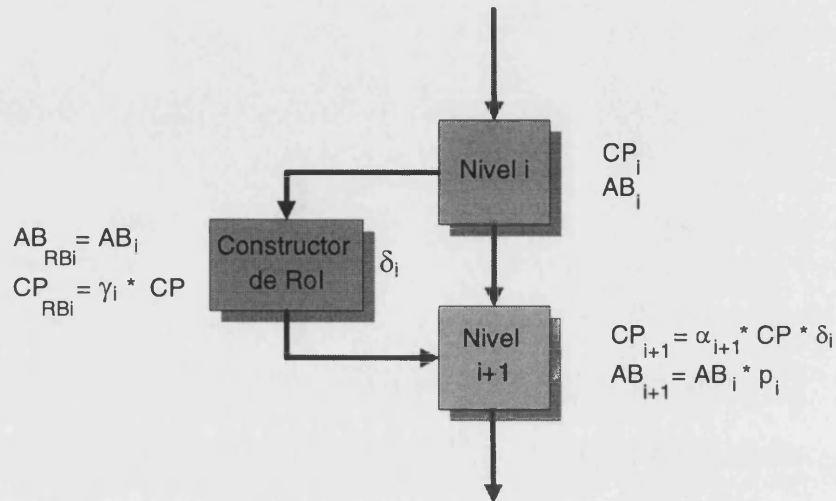 Nivel i
CP_i
AB_i
AB_RBi = AB_i
CP_RBi = γ_i * CP
Constructor
de RoI
δ_i
Nivel
i+1
CP_i+1 = α_i+1 * CP * δ_i
AB_i+1 = AB_i * p_i